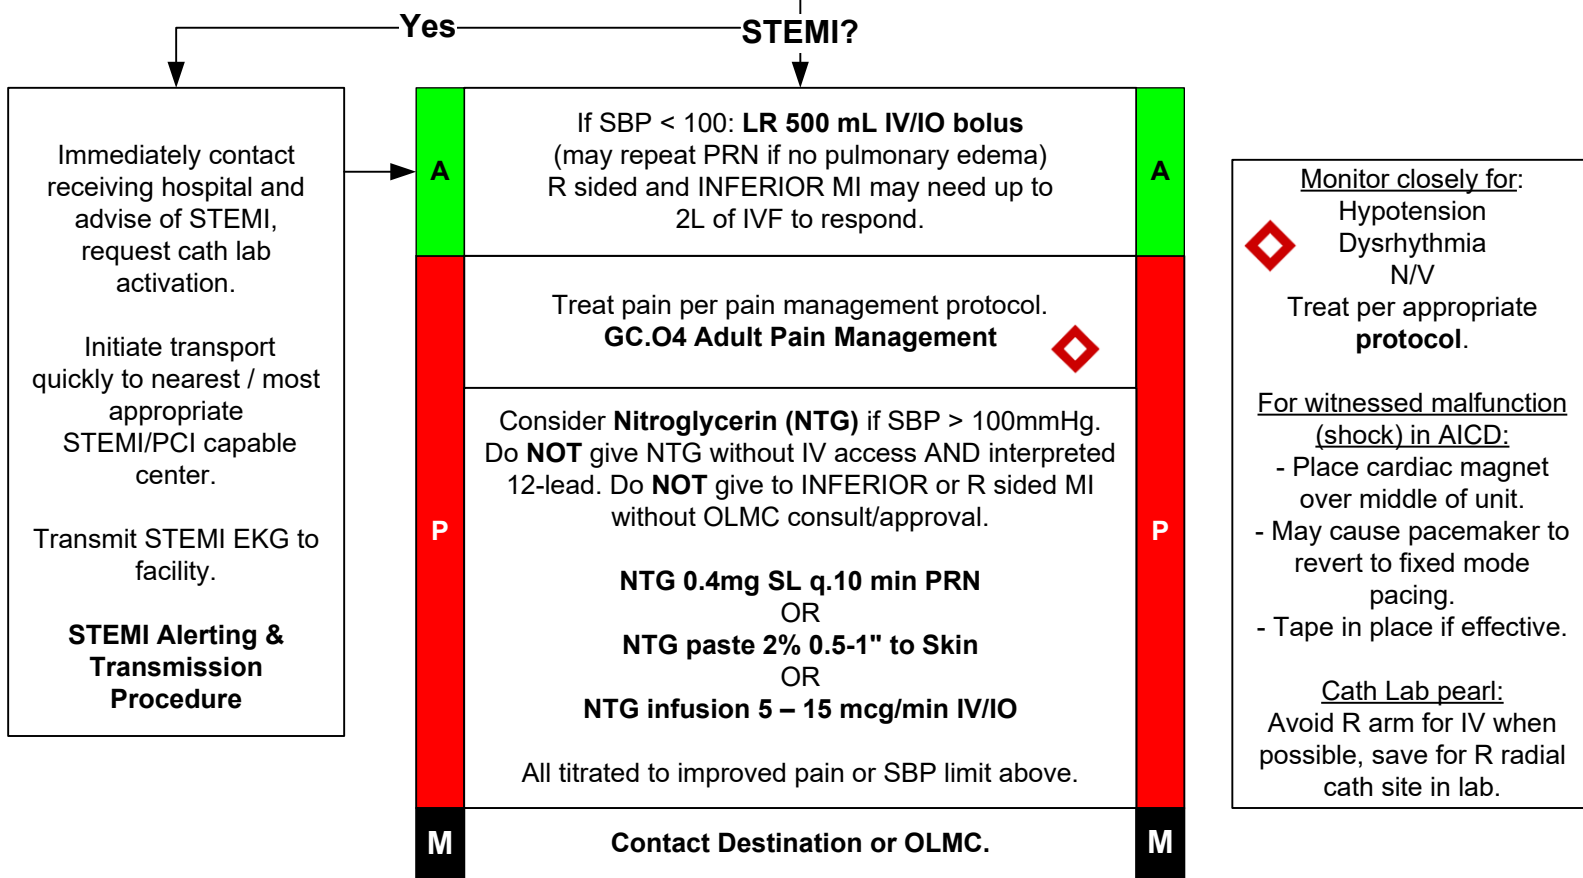 Yes
STEMI?
Immediately contact
receiving hospital and
advise of STEMI,
request cath lab
activation.
Initiate transport
quickly to nearest / most
appropriate
STEMI/PCI capable
center.
Transmit STEMI EKG to
facility.
STEMI Alerting &
Transmission
Procedure
A
If SBP < 100: LR 500 mL IV/IO bolus
(may repeat PRN if no pulmonary edema)
R sided and INFERIOR MI may need up to
2L of IVF to respond.
A
P
Treat pain per pain management protocol.
GC.O4 Adult Pain Management
Consider Nitroglycerin (NTG) if SBP > 100mmHg.
Do NOT give NTG without IV access AND interpreted
12-lead. Do NOT give to INFERIOR or R sided MI
without OLMC consult/approval.
NTG 0.4mg SL q.10 min PRN
OR
NTG paste 2% 0.5-1" to Skin
OR
NTG infusion 5 – 15 mcg/min IV/IO
All titrated to improved pain or SBP limit above.
P
M
Contact Destination or OLMC.
M
Monitor closely for:
Hypotension
Dysrhythmia
N/V
Treat per appropriate
protocol.
For witnessed malfunction
(shock) in AICD:
- Place cardiac magnet
over middle of unit.
- May cause pacemaker to
revert to fixed mode
pacing.
- Tape in place if effective.
Cath Lab pearl:
Avoid R arm for IV when
possible, save for R radial
cath site in lab.